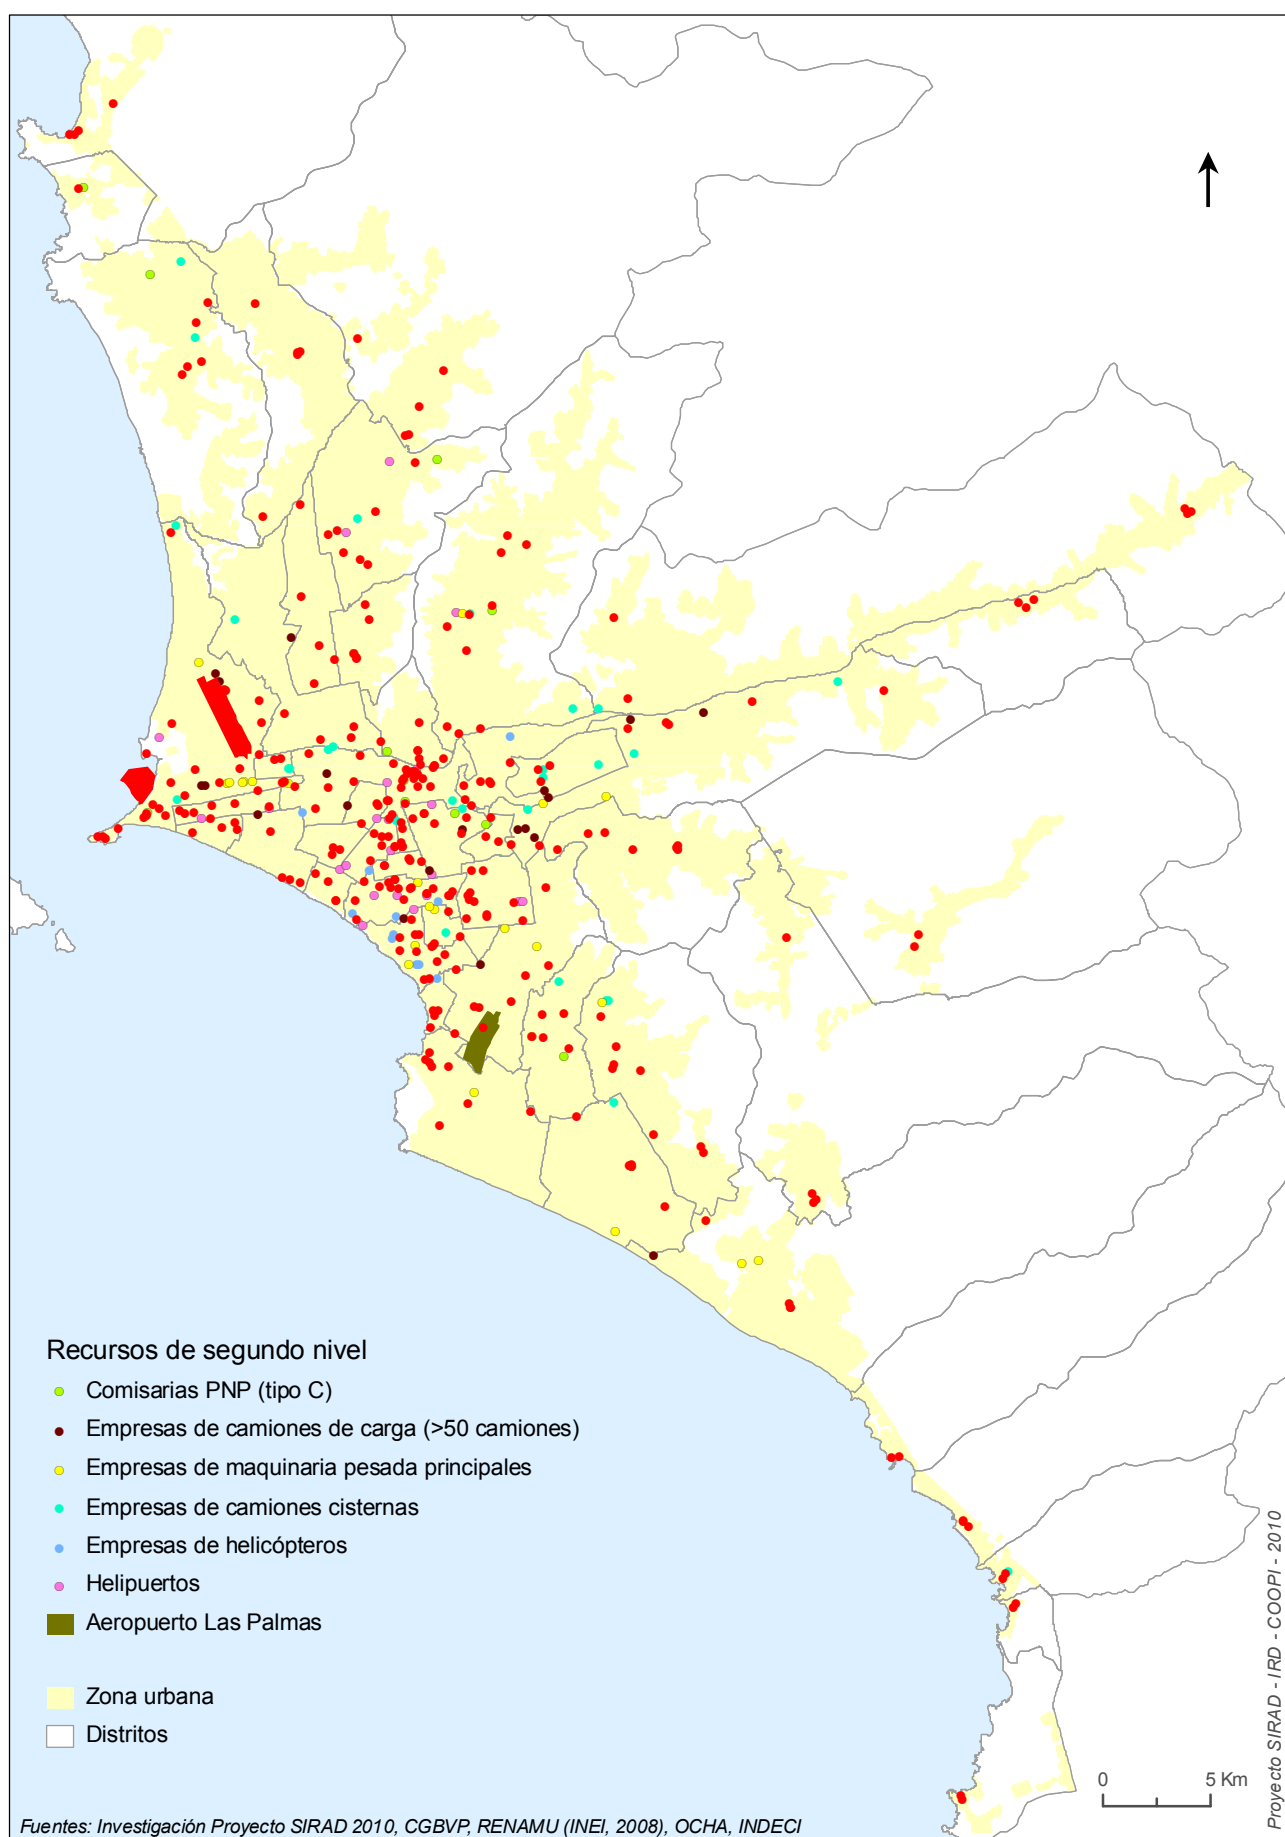 Recursos de segundo nivel
Comisarias PNP (tipo C)
Empresas de camiones de carga (>50 camiones)
Empresas de maquinaria pesada principales
Empresas de camiones cisternas
Empresas de helicópteros
Helipuertos
Aeropuerto Las Palmas
Zona urbana
Distritos
0 5 Km
Fuentes: Investigación Proyecto SIRAD 2010, CGBVP, RENAMU (INEI, 2008), OCHA, INDECI
Proyecto SIRAD - IRD - COOPI - 2010